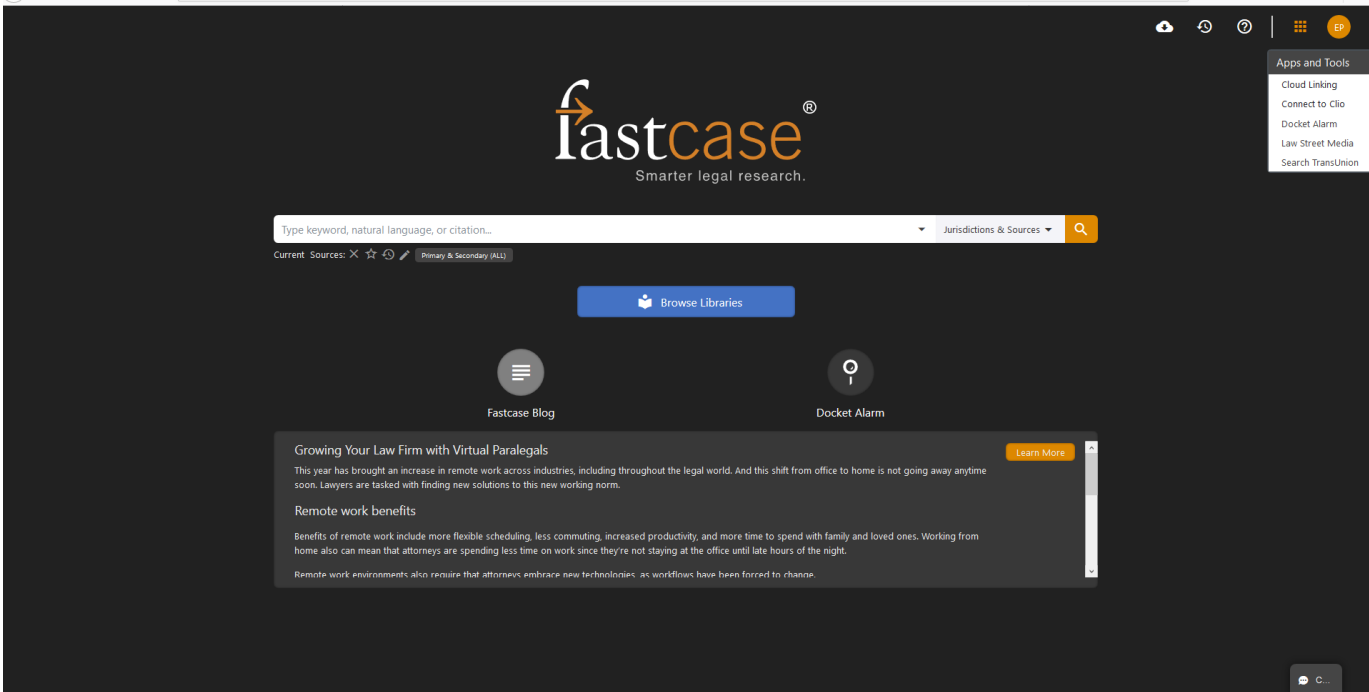 EP
Apps and Tools
Cloud Linking
Connect to Clio
Docket Alarm
Law Street Media
Search TransUnion
fastcase®
Smarter legal research.
Type keyword, natural language, or citation...
Jurisdictions & Sources
Current Sources:
Primary & Secondary (ALL)
Browse Libraries
Fastcase Blog
Docket Alarm
Growing Your Law Firm with Virtual Paralegals
Learn More
This year has brought an increase in remote work across industries, including throughout the legal world. And this shift from office to home is not going away anytime
soon. Lawyers are tasked with finding new solutions to this new working norm.
Remote work benefits
Benefits of remote work include more flexible scheduling, less commuting, increased productivity, and more time to spend with family and loved ones. Working from
home also can mean that attorneys are spending less time on work since they're not staying at the office until late hours of the night.
Remote work environments also require that attorneys embrace new technologies, as workflows have been forced to change.
C...